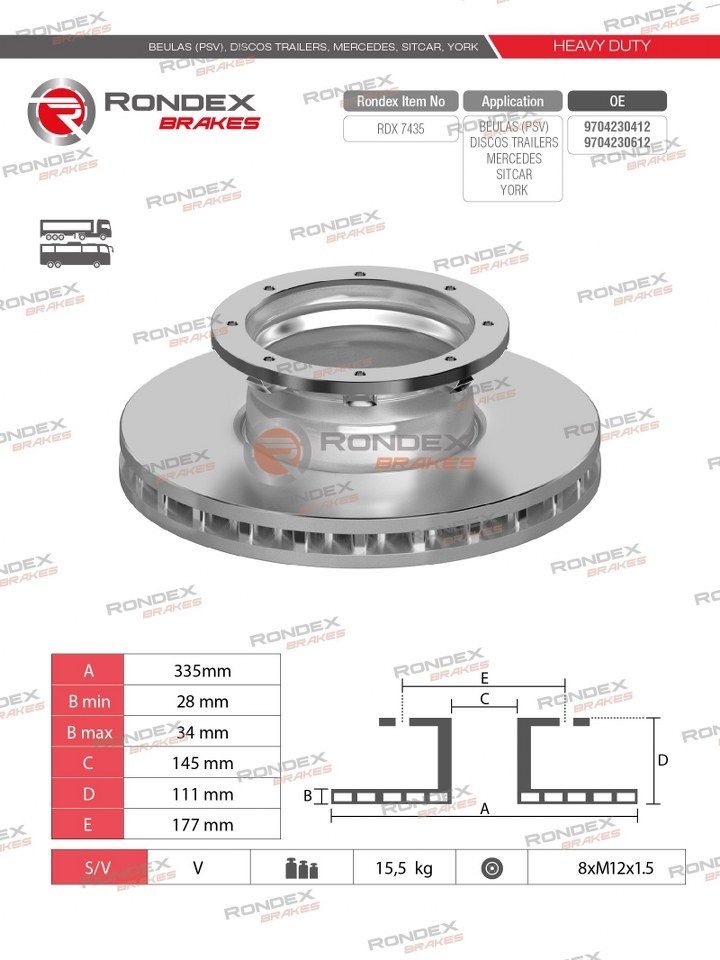 BEULAS (PSV), DISCOS TRAILERS, MERCEDES, SITCAR, YORK
HEAVY DUTY
RONDEX
BRAKES
Rondex Item No
Application
OE
RDX 7435
BEULAS (PSV)
DISCOS TRAILERS
MERCEDES
SITCAR
YORK
9704230412
9704230612
RONDEX
BRAKES
A 335mm
B min 28 mm
B max 34 mm
C 145 mm
D 111 mm
E 177 mm
E
C
B
D
A
S/V V 15,5 kg 8xM12x1.5